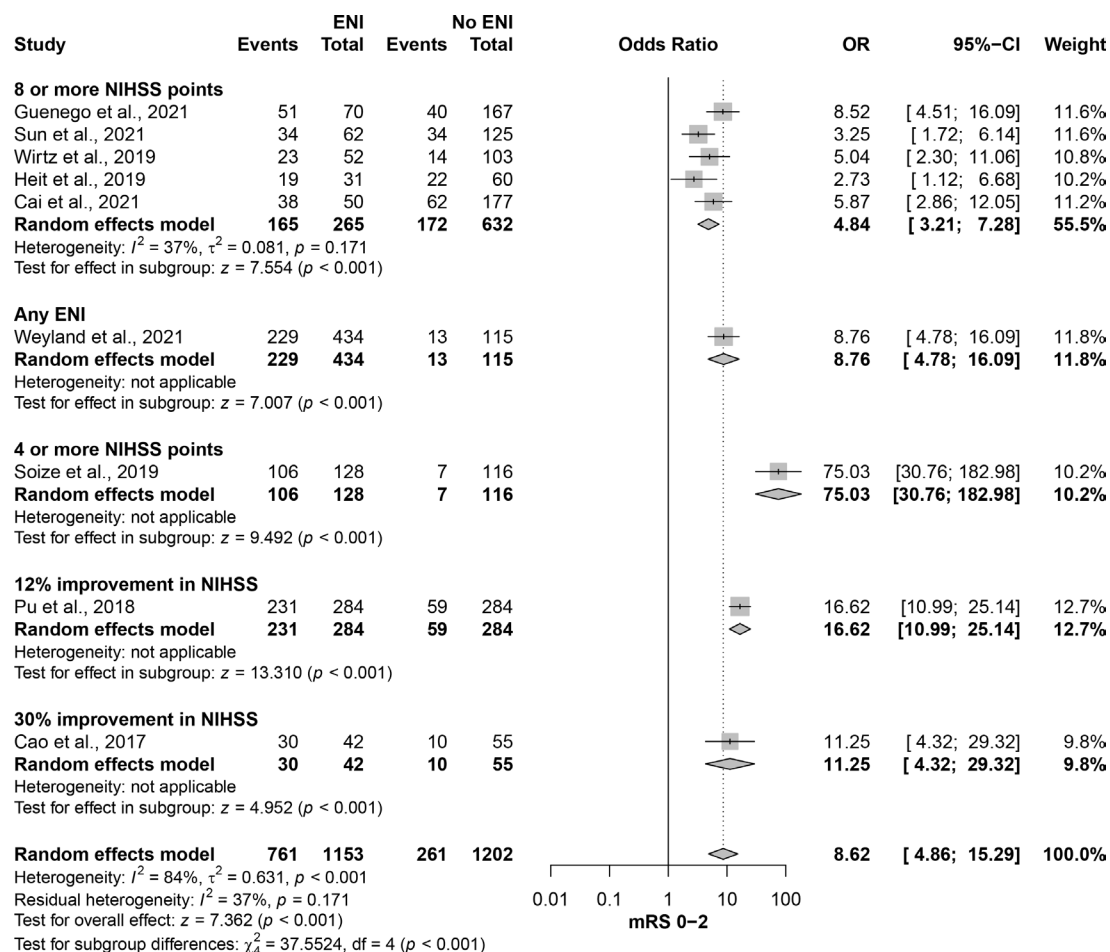 ENI No ENI
Study Events Total Events Total Odds Ratio OR 95%−CI Weight
8 or more NIHSS points
Guenego et al., 2021 51 70 40 167 8.52 [ 4.51; 16.09] 11.6%
Sun et al., 2021 34 62 34 125 3.25 [ 1.72; 6.14] 11.6%
Wirtz et al., 2019 23 52 14 103 5.04 [ 2.30; 11.06] 10.8%
Heit et al., 2019 19 31 22 60 2.73 [ 1.12; 6.68] 10.2%
Cai et al., 2021 38 50 62 177 5.87 [ 2.86; 12.05] 11.2%
Random effects model 165 265 172 632 4.84 [ 3.21; 7.28] 55.5%
Heterogeneity: I² = 37%, τ² = 0.081, p = 0.171
Test for effect in subgroup: z = 7.554 (p < 0.001)
Any ENI
Weyland et al., 2021 229 434 13 115 8.76 [ 4.78; 16.09] 11.8%
Random effects model 229 434 13 115 8.76 [ 4.78; 16.09] 11.8%
Heterogeneity: not applicable
Test for effect in subgroup: z = 7.007 (p < 0.001)
4 or more NIHSS points
Soize et al., 2019 106 128 7 116 75.03 [30.76; 182.98] 10.2%
Random effects model 106 128 7 116 75.03 [30.76; 182.98] 10.2%
Heterogeneity: not applicable
Test for effect in subgroup: z = 9.492 (p < 0.001)
12% improvement in NIHSS
Pu et al., 2018 231 284 59 284 16.62 [10.99; 25.14] 12.7%
Random effects model 231 284 59 284 16.62 [10.99; 25.14] 12.7%
Heterogeneity: not applicable
Test for effect in subgroup: z = 13.310 (p < 0.001)
30% improvement in NIHSS
Cao et al., 2017 30 42 10 55 11.25 [ 4.32; 29.32] 9.8%
Random effects model 30 42 10 55 11.25 [ 4.32; 29.32] 9.8%
Heterogeneity: not applicable
Test for effect in subgroup: z = 4.952 (p < 0.001)
Random effects model 761 1153 261 1202 8.62 [ 4.86; 15.29] 100.0%
Heterogeneity: I² = 84%, τ² = 0.631, p < 0.001
Residual heterogeneity: I² = 37%, p = 0.171
0.01 0.1 1 10 100
Test for overall effect: z = 7.362 (p < 0.001)
mRS 0−2
Test for subgroup differences: χ²₄ = 37.5524, df = 4 (p < 0.001)